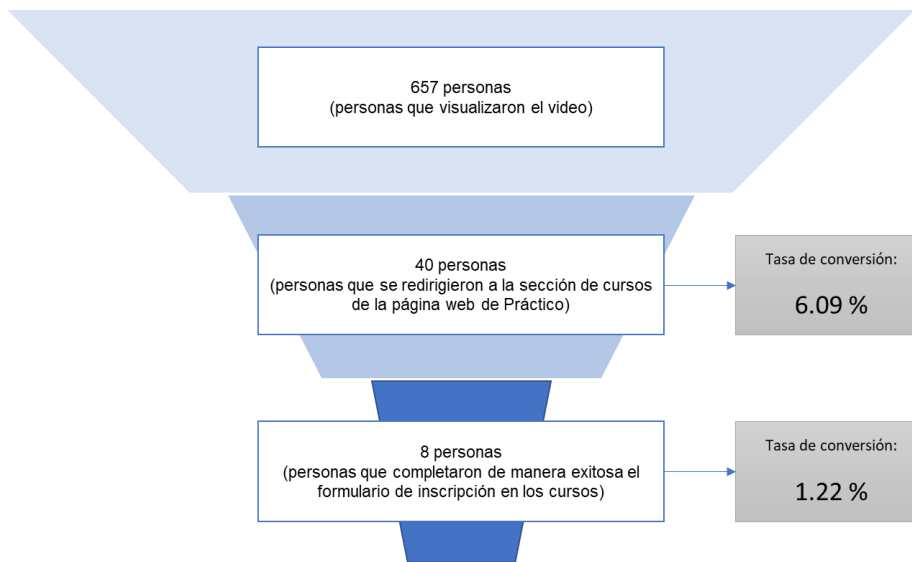 657 personas
(personas que visualizaron el video)
40 personas
(personas que se redirigieron a la sección de cursos
de la página web de Práctico)
Tasa de conversión:
6.09 %
8 personas
(personas que completaron de manera exitosa el
formulario de inscripción en los cursos)
Tasa de conversión:
1.22 %